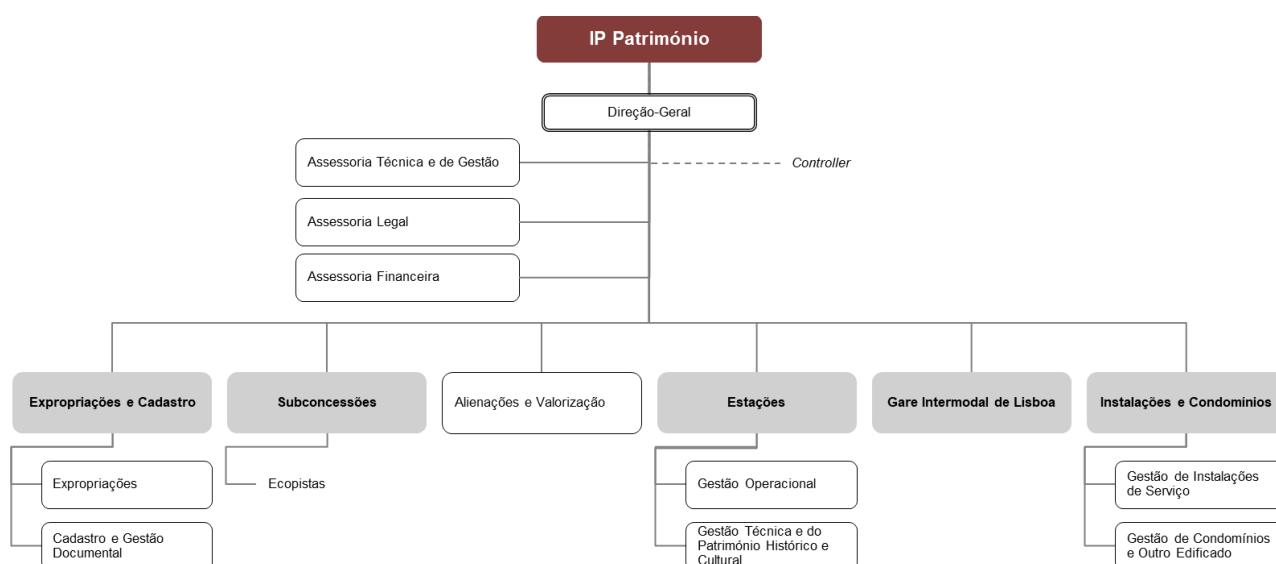 IP Património
Direção-Geral
Assessoria Técnica e de Gestão
Controller
Assessoria Legal
Assessoria Financeira
Expropriações e Cadastro
Subconcessões
Alienações e Valorização
Estações
Gare Intermodal de Lisboa
Instalações e Condomínios
Expropriações
Cadastro e Gestão
Documental
Ecopistas
Gestão Operacional
Gestão Técnica e do
Património Histórico e
Cultural
Gestão de Instalações
de Serviço
Gestão de Condomínios
e Outro Edificado